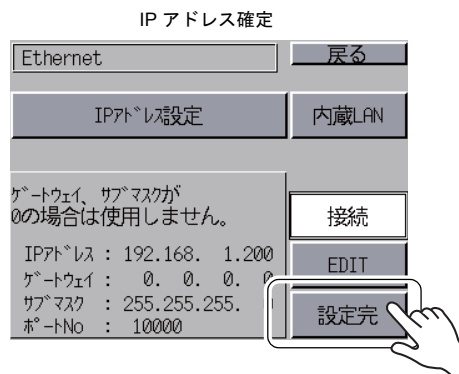 IP アドレス確定
Ethernet
戻る
IPｱﾄﾞﾚｽ設定
内蔵LAN
ｹﾞｰﾄｳｪｲ、ｻﾌﾞﾏｽｸが
0の場合は使用しません。
接続
IPｱﾄﾞﾚｽ : 192.168.  1.200
ｹﾞｰﾄｳｪｲ :   0.  0.  0.  0
EDIT
ｻﾌﾞﾏｽｸ  : 255.255.255.
設定完
ﾎﾟｰﾄNo  :  10000